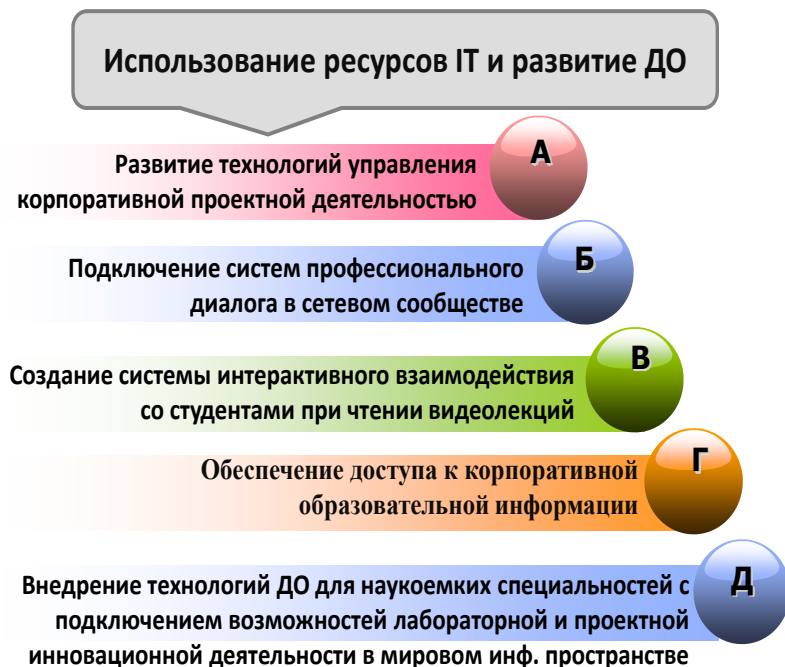 Использование ресурсов IT и развитие ДО
А
Развитие технологий управления
корпоративной проектной деятельностью
Б
Подключение систем профессионального
диалога в сетевом сообществе
В
Создание системы интерактивного взаимодействия
со студентами при чтении видеолекций
Г
Обеспечение доступа к корпоративной
образовательной информации
Д
Внедрение технологий ДО для наукоемких специальностей с
подключением возможностей лабораторной и проектной
инновационной деятельности в мировом инф. пространстве